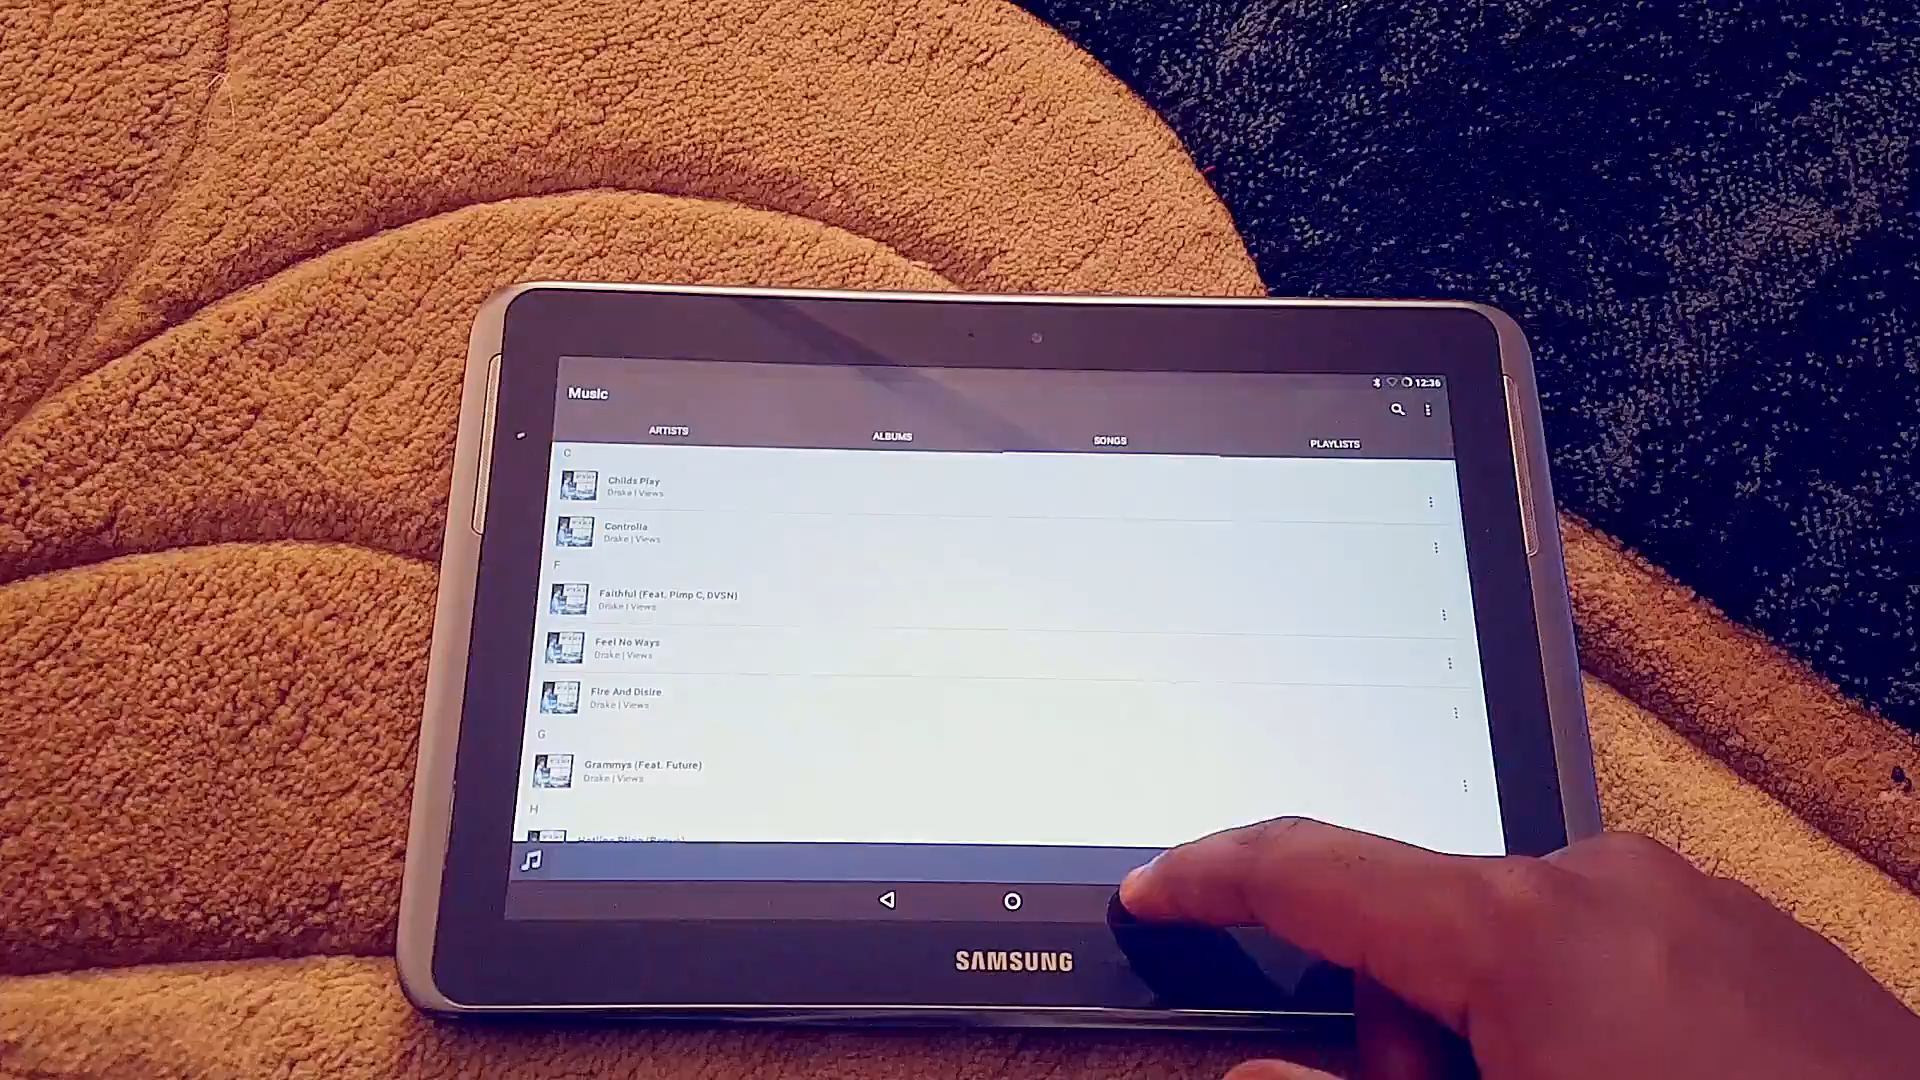 12:36
Music
ARTISTS ALBUMS SONGS PLAYLISTS
C
Childs Play
Drake | Views
Controlla
Drake | Views
F
Faithful (Feat. Pimp C, DVSN)
Drake | Views
Feel No Ways
Drake | Views
Fire And Disire
Drake | Views
G
Grammys (Feat. Future)
Drake | Views
H
SAMSUNG